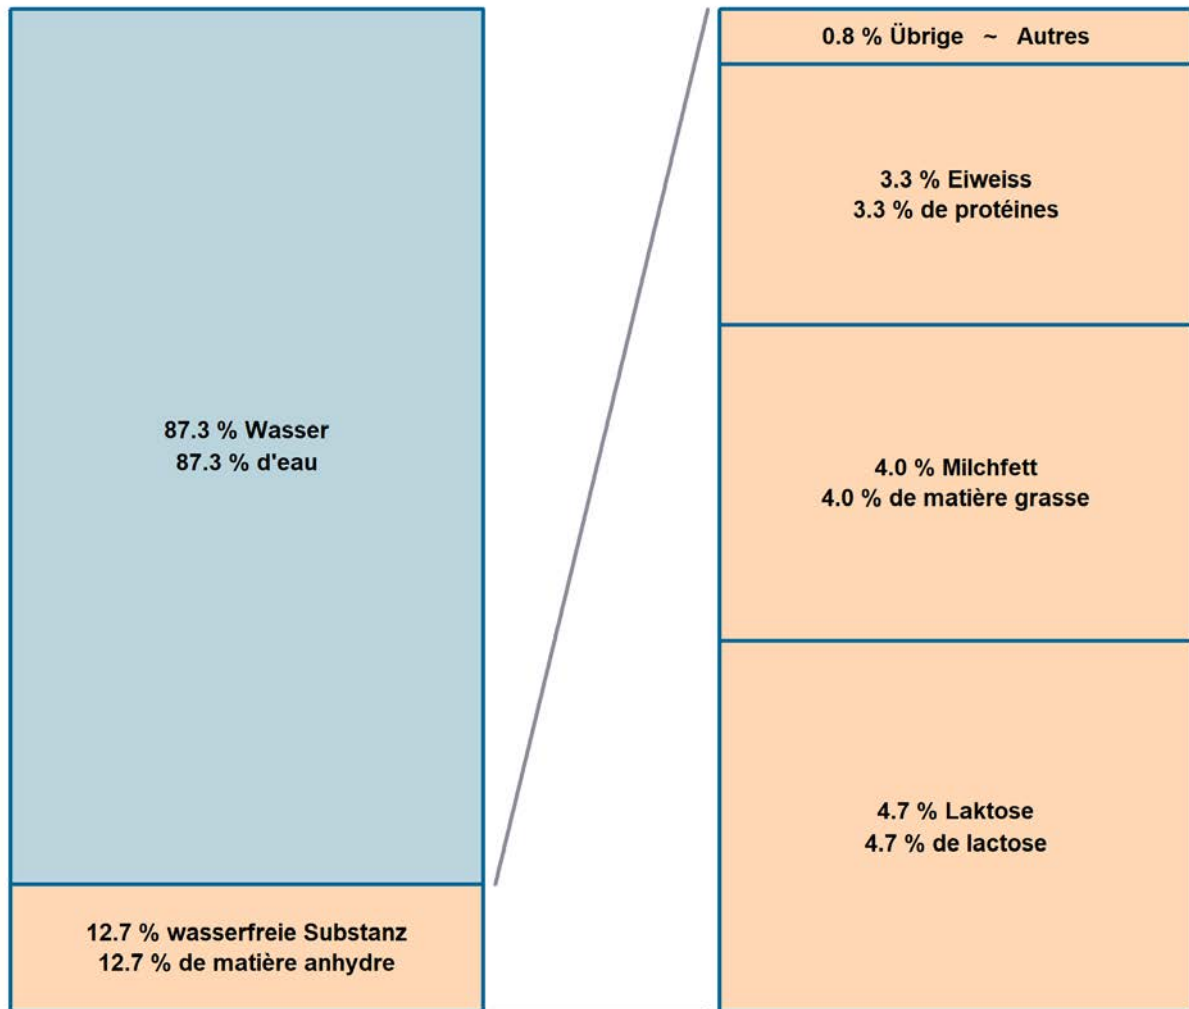 87.3 % Wasser
87.3 % d'eau
12.7 % wasserfreie Substanz
12.7 % de matière anhydre
0.8 % Übrige ~ Autres
3.3 % Eiweiss
3.3 % de protéines
4.0 % Milchfett
4.0 % de matière grasse
4.7 % Laktose
4.7 % de lactose